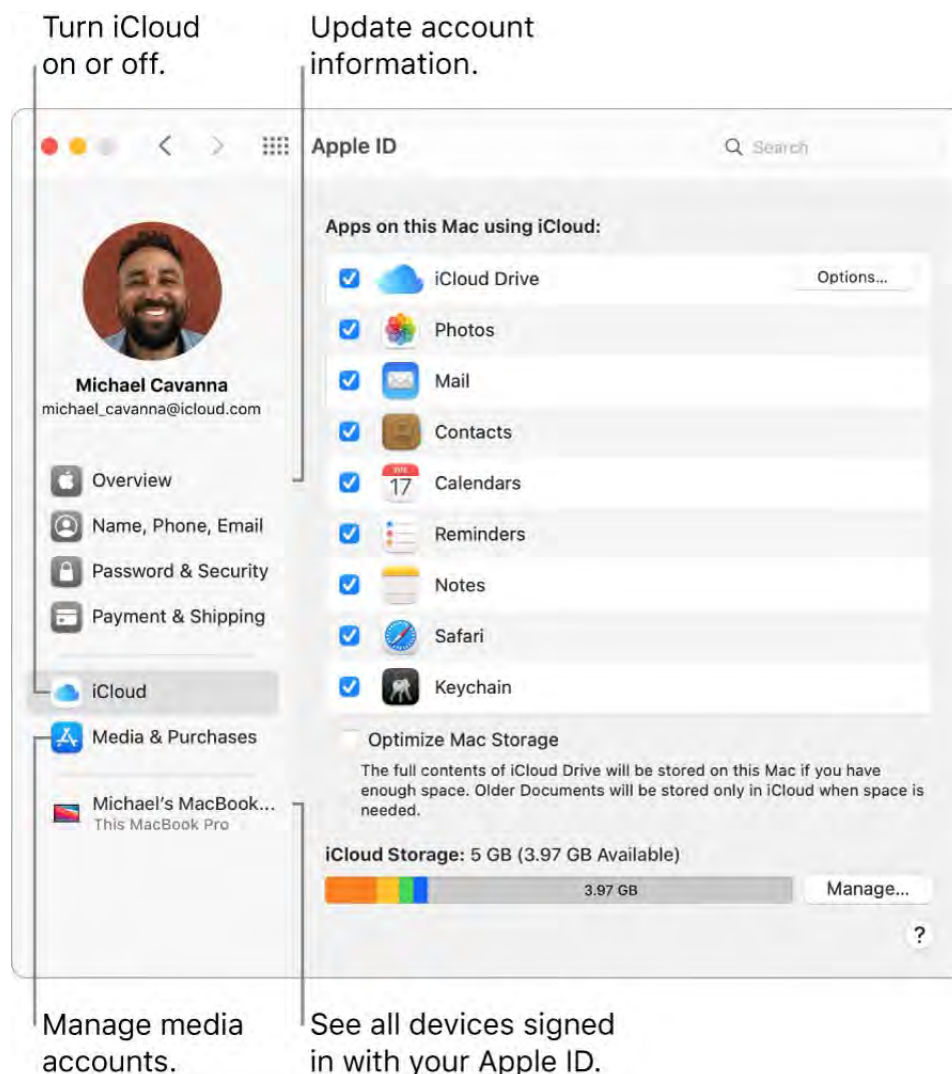 Turn iCloud
on or off.
Update account
information.
Apple ID
Search
Michael Cavanna
michael_cavanna@icloud.com
Overview
Name, Phone, Email
Password & Security
Payment & Shipping
iCloud
Media & Purchases
Michael's MacBook...
This MacBook Pro
Apps on this Mac using iCloud:
iCloud Drive
Options...
Photos
Mail
Contacts
17
Calendars
Reminders
Notes
Safari
Keychain
Optimize Mac Storage
The full contents of iCloud Drive will be stored on this Mac if you have
enough space. Older Documents will be stored only in iCloud when space is
needed.
iCloud Storage: 5 GB (3.97 GB Available)
3.97 GB
Manage...
?
Manage media
accounts.
See all devices signed
in with your Apple ID.